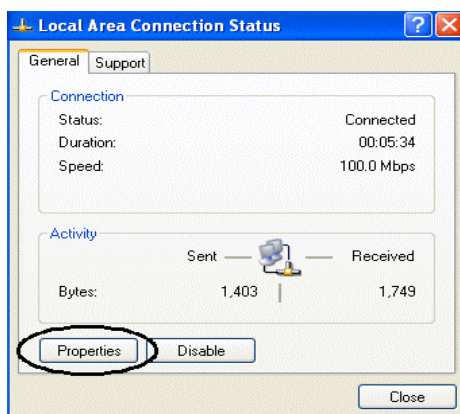 Local Area Connection Status
General Support
Connection
Status: Connected
Duration: 00:05:34
Speed: 100.0 Mbps
Activity
Sent Received
Bytes: 1,403 1,749
Properties Disable
Close